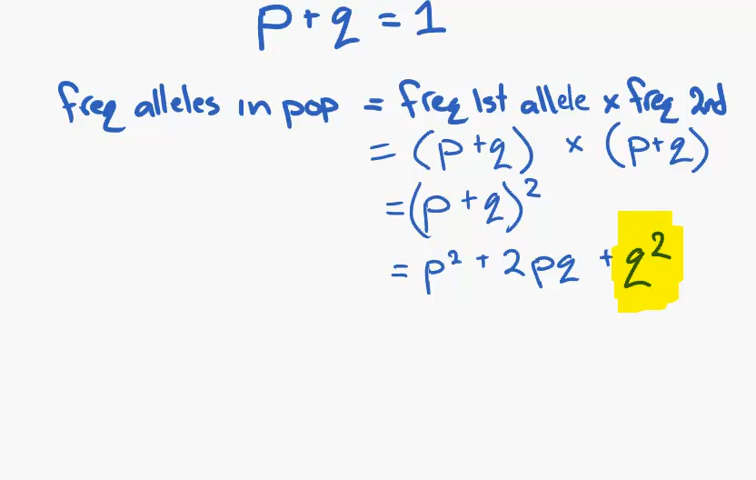 p+q = 1
freq alleles in pop = freq 1st allele x freq 2nd
= (p+q) x (p+q)
= (p+q)²
= p² + 2pq + q²